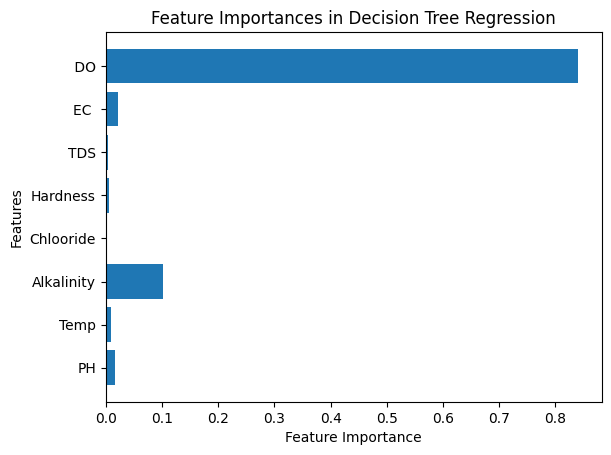 Feature Importances in Decision Tree Regression
DO
EC
TDS
Hardness
Chlooride
Alkalinity
Temp
PH
Features
0.0 0.1 0.2 0.3 0.4 0.5 0.6 0.7 0.8
Feature Importance